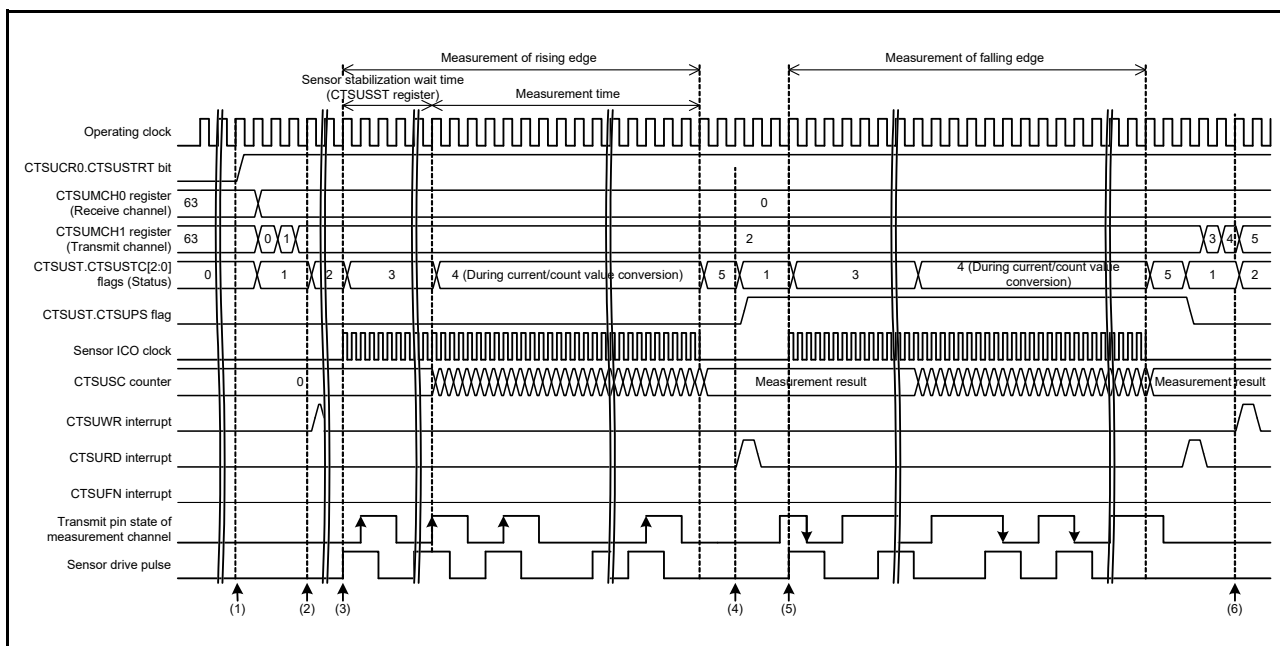 Measurement of rising edge
Measurement of falling edge
Sensor stabilization wait time
(CTSUSST register)
Measurement time
Operating clock
CTSUCR0.CTSUSTRT bit
CTSUMCH0 register
(Receive channel)
63
0
CTSUMCH1 register
(Transmit channel)
63
0
1
2
3
4
5
CTSUST.CTSUSTC[2:0]
flags (Status)
0
1
2
3
4 (During current/count value conversion)
5
1
3
4 (During current/count value
conversion)
5
1
2
CTSUST.CTSUPS flag
Sensor ICO clock
CTSUSC counter
0
Measurement result
Measurement result
CTSUWR interrupt
CTSURD interrupt
CTSUFN interrupt
Transmit pin state of
measurement channel
Sensor drive pulse
(1)
(2)
(3)
(4)
(5)
(6)